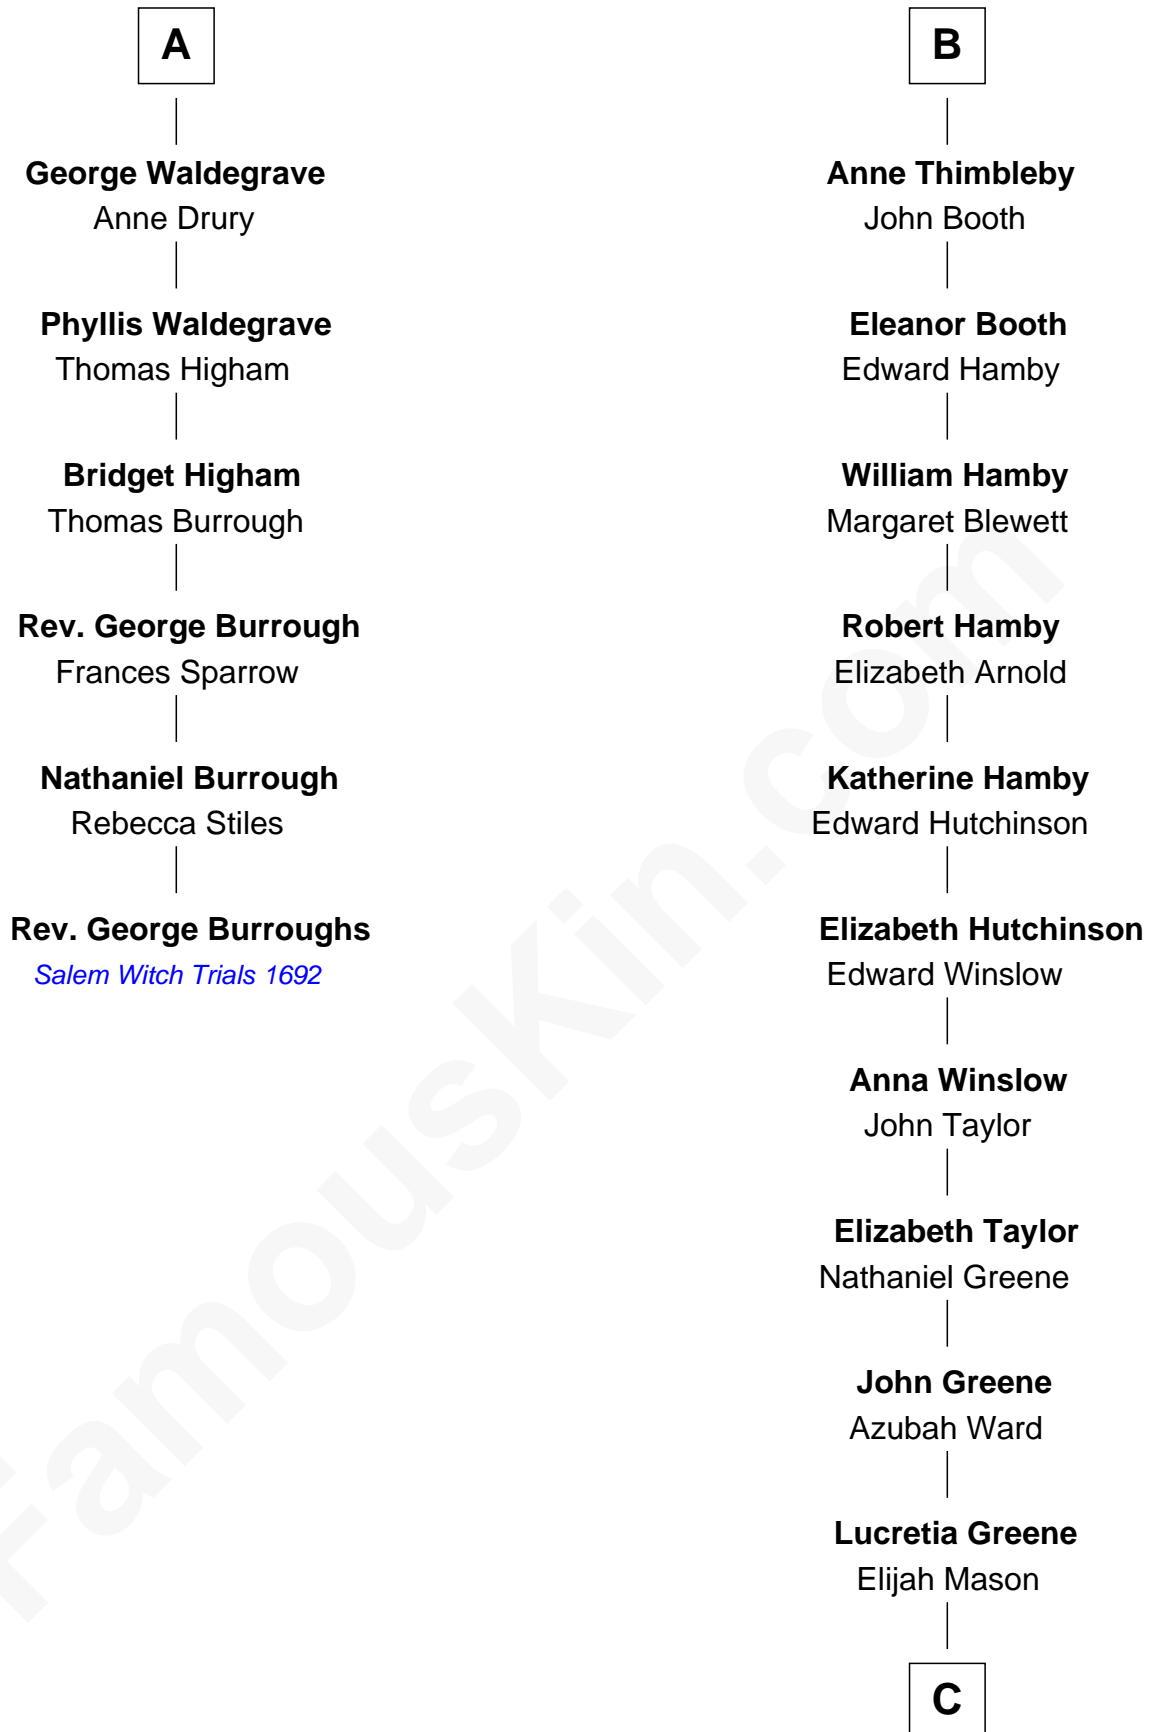 A
George Waldegrave
Anne Drury
Phyllis Waldegrave
Thomas Higham
Bridget Higham
Thomas Burrough
Rev. George Burrough
Frances Sparrow
Nathaniel Burrough
Rebecca Stiles
Rev. George Burroughs
Salem Witch Trials 1692
B
Anne Thimbleby
John Booth
Eleanor Booth
Edward Hamby
William Hamby
Margaret Blewett
Robert Hamby
Elizabeth Arnold
Katherine Hamby
Edward Hutchinson
Elizabeth Hutchinson
Edward Winslow
Anna Winslow
John Taylor
Elizabeth Taylor
Nathaniel Greene
John Greene
Azubah Ward
Lucretia Greene
Elijah Mason
C
FamousKin.com